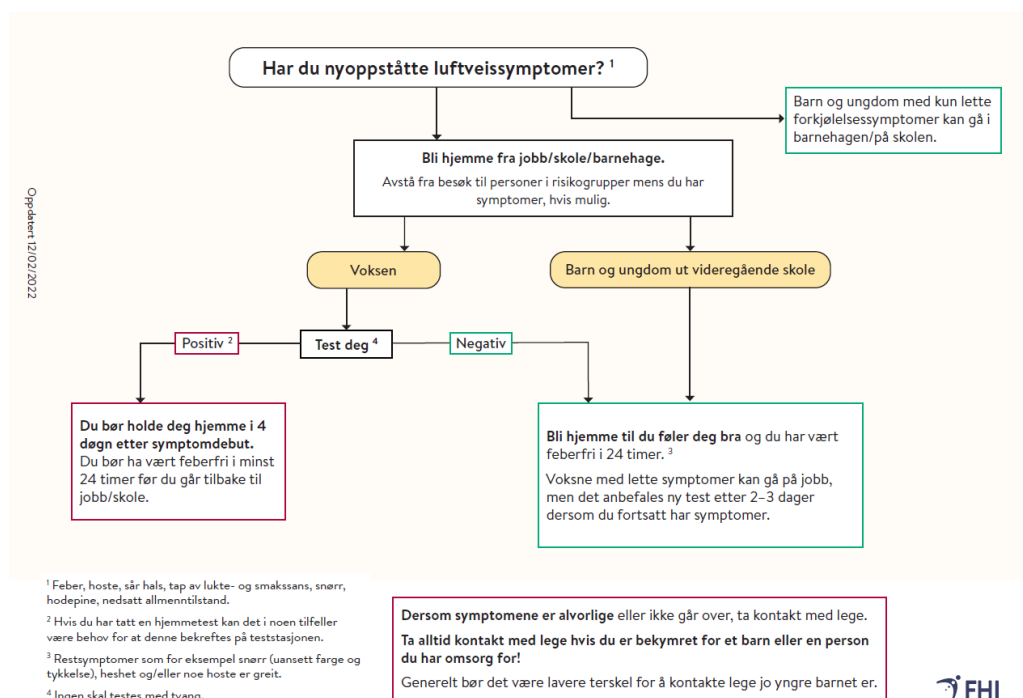 Har du nyoppståtte luftveissymptomer? ¹
Barn og ungdom med kun lette
forkjølelsessymptomer kan gå i
barnehagen/på skolen.
Bli hjemme fra jobb/skole/barnehage.
Avstå fra besøk til personer i risikogrupper mens du har
symptomer, hvis mulig.
Oppdatert 12/02/2022
Voksen
Barn og ungdom ut videregående skole
Positiv ²
Test deg ⁴
Negativ
Du bør holde deg hjemme i 4
døgn etter symptomdebut.
Du bør ha vært feberfri i minst
24 timer før du går tilbake til
jobb/skole.
Bli hjemme til du føler deg bra og du har vært
feberfri i 24 timer. ³
Voksne med lette symptomer kan gå på jobb,
men det anbefales ny test etter 2–3 dager
dersom du fortsatt har symptomer.
¹ Feber, hoste, sår hals, tap av lukte- og smakssans, snørr,
hodepine, nedsatt allmenntilstand.
² Hvis du har tatt en hjemmetest kan det i noen tilfeller
være behov for at denne bekreftes på teststasjonen.
³ Restsymptomer som for eksempel snørr (uansett farge og
tykkelse), heshet og/eller noe hoste er greit.
⁴ Ingen skal testes med tvang.
Dersom symptomene er alvorlige eller ikke går over, ta kontakt med lege.
Ta alltid kontakt med lege hvis du er bekymret for et barn eller en person
du har omsorg for!
Generelt bør det være lavere terskel for å kontakte lege jo yngre barnet er.
FHI